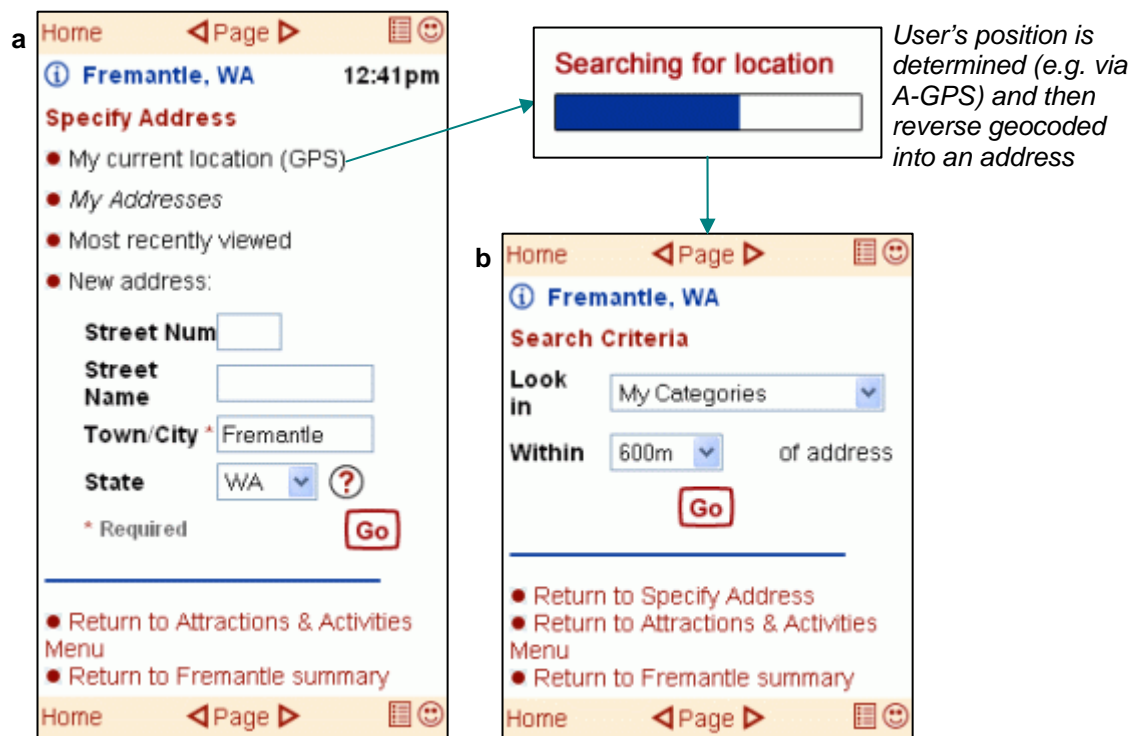 a
Home Page
Fremantle, WA 12:41pm
Specify Address
My current location (GPS)
My Addresses
Most recently viewed
New address:
Street Num
Street
Name
Town/City * Fremantle
State WA ?
* Required Go
Return to Attractions & Activities
Menu
Return to Fremantle summary
Home Page
Searching for location
User's position is
determined (e.g. via
A-GPS) and then
reverse geocoded
into an address
b
Home Page
Fremantle, WA
Search Criteria
Look
in My Categories
Within 600m of address
Go
Return to Specify Address
Return to Attractions & Activities
Menu
Return to Fremantle summary
Home Page